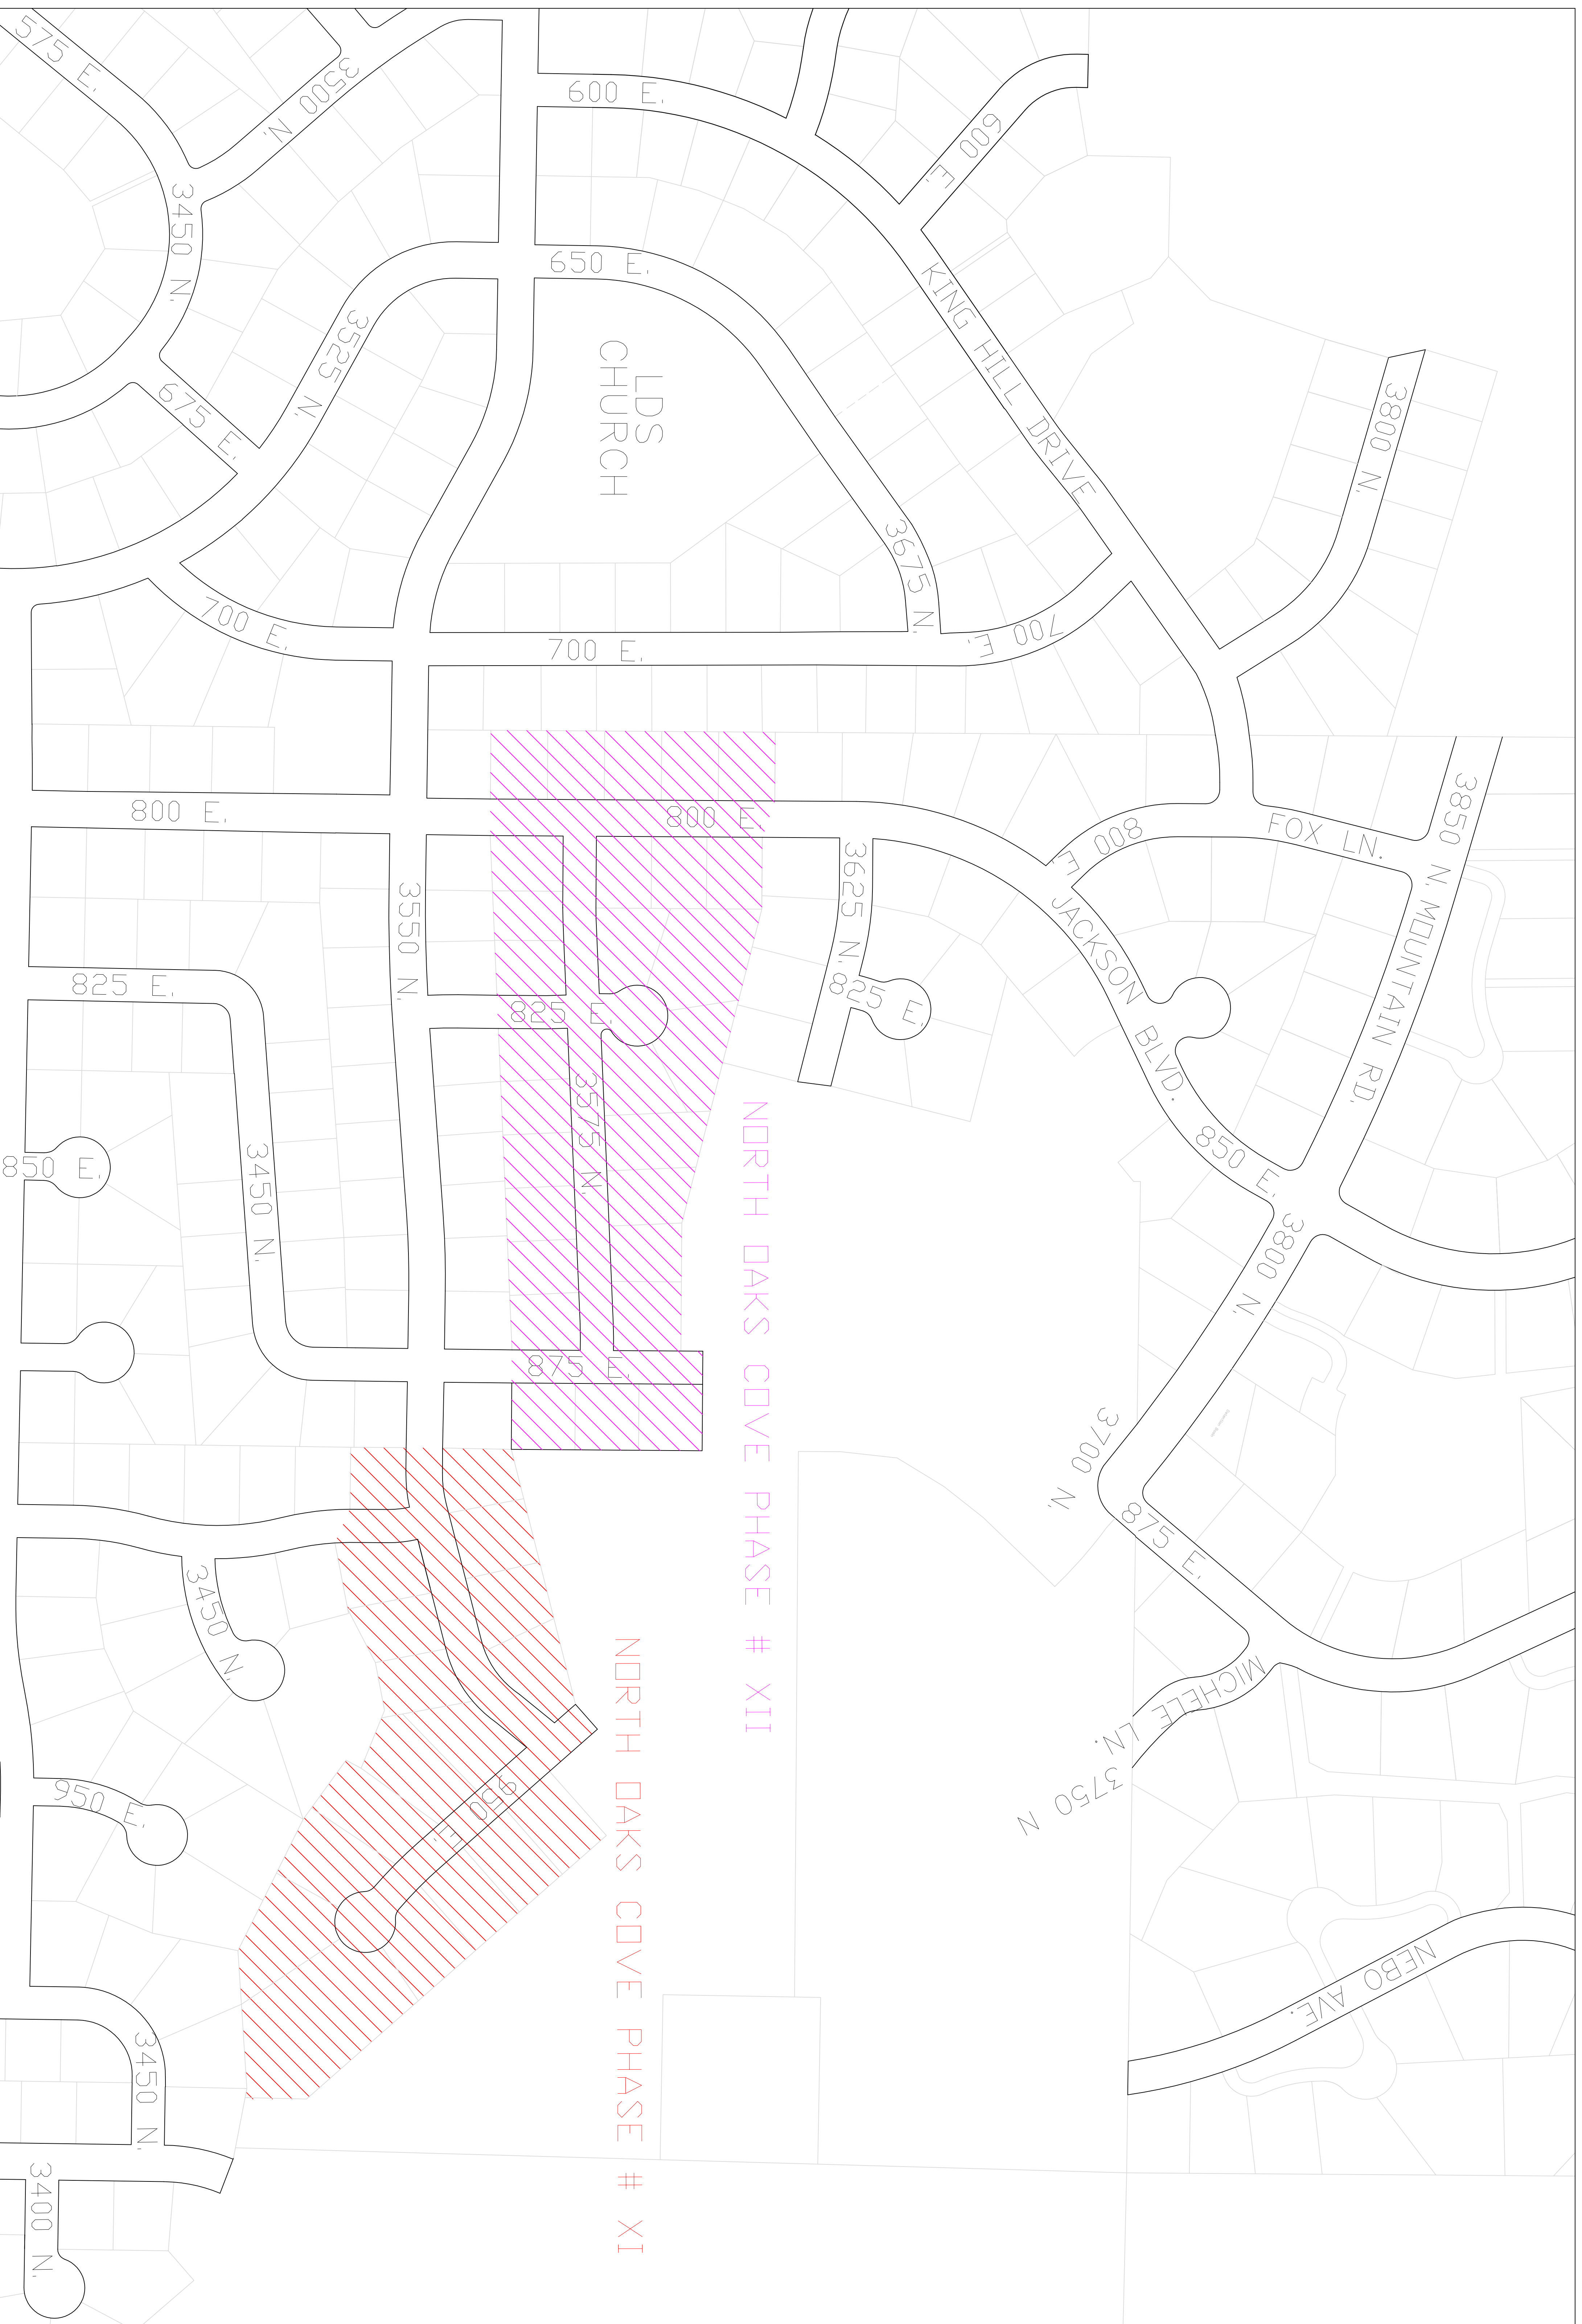 575 E.
3500 N.
600 E.
600 E.
3450 N.
650 E.
KING HILL DRIVE
3525 N.
LDS
CHURCH
675 E.
3800 N.
3675 N.
700 E.
700 E.
700 E.
800 E.
800 E.
800 E.
FOX LN.
3850 N. MOUNTAIN RD.
3550 N.
3625 N.
JACKSON BLVD.
825 E.
825 E.
825 E.
3575 N.
NORTH OAKS COVE PHASE # XII
850 E.
850 E.
3450 N.
3800 N.
875 E.
3700 N.
875 E.
3450 N.
NORTH OAKS COVE PHASE # XI
MICHELE LN.
3750 N
950 E.
950 E.
NEBO AVE.
3450 N.
3400 N.